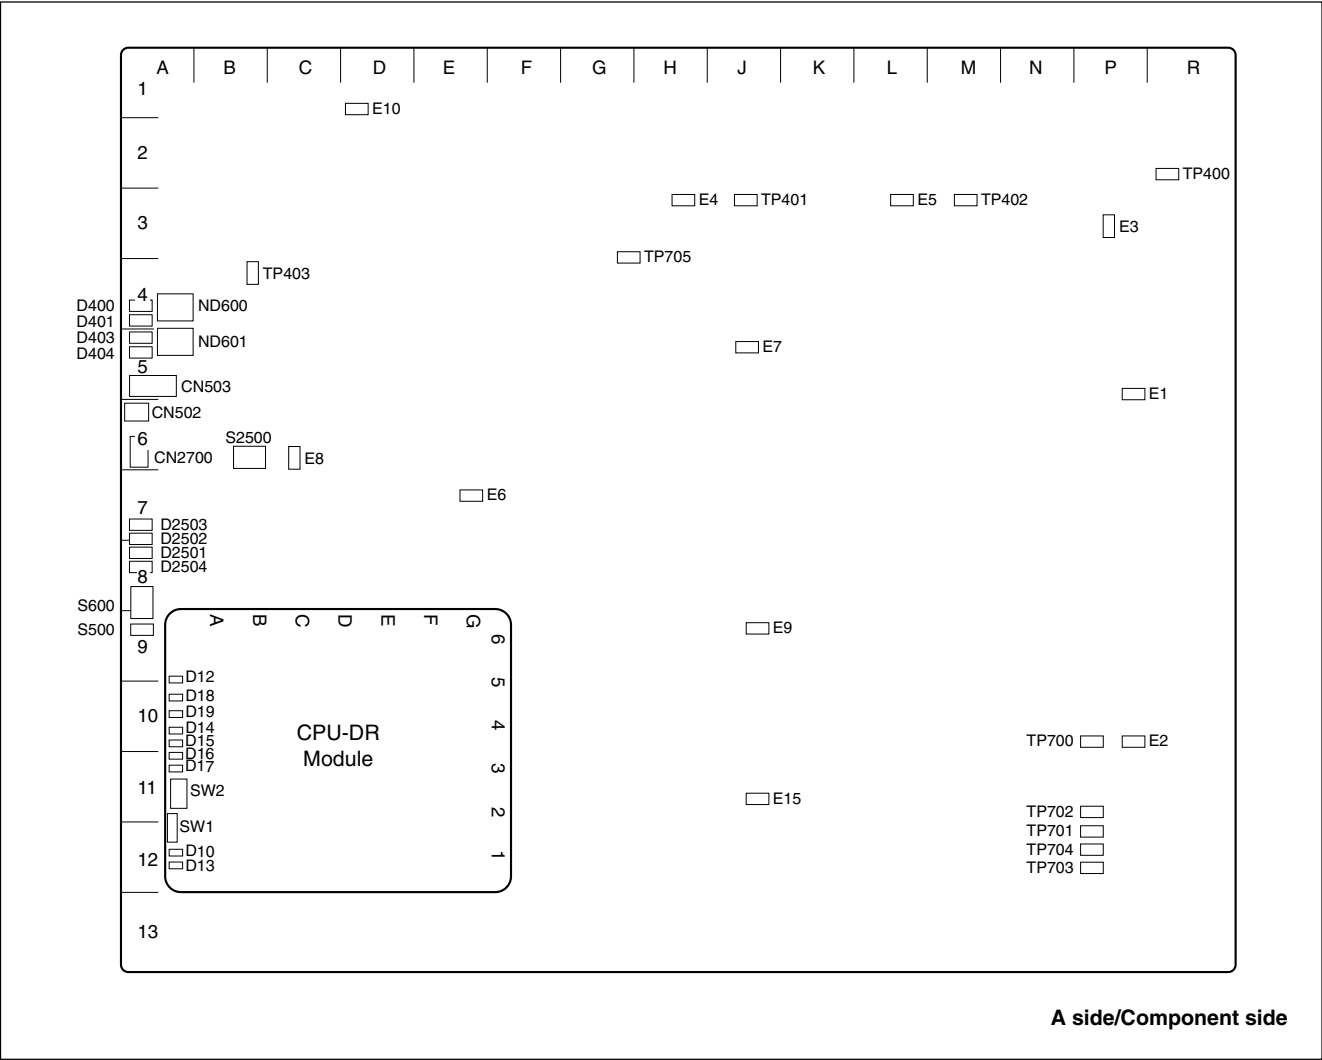 A B C D E F G H J K L M N P R
1
E10
2
TP400
E4 TP401 E5 TP402
3 E3
TP705
TP403
4
D400 ND600
D401
D403 ND601
D404 E7
5
CN503 E1
CN502
6 S2500
CN2700 E8
E6
7
D2503
D2502
D2501
D2504
8
S600
S500 E9
9
A B C D E F G
6
D12 5
D18
10 D19
D14 4
D15
D16
D17 3
CPU-DR
Module
TP700 E2
11 SW2 E15
2 TP702
SW1 TP701
D10 1 TP704
12 D13 TP703
13
A side/Component side